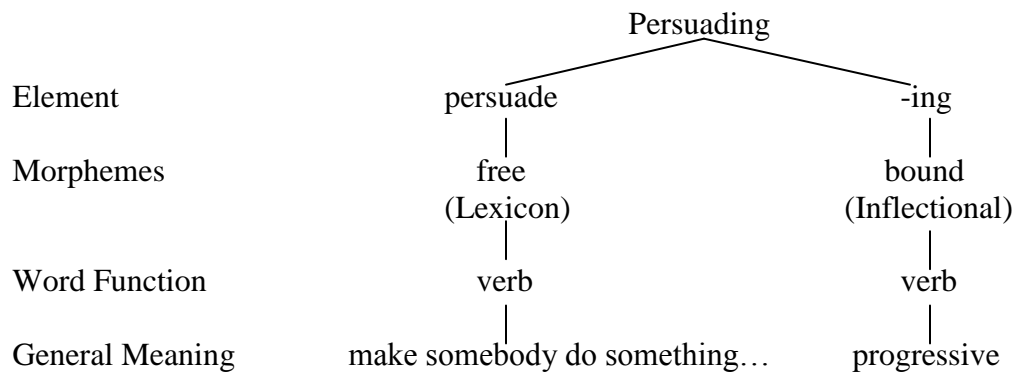 Persuading
Element persuade -ing
Morphemes free bound
(Lexicon) (Inflectional)
Word Function verb verb
General Meaning make somebody do something… progressive